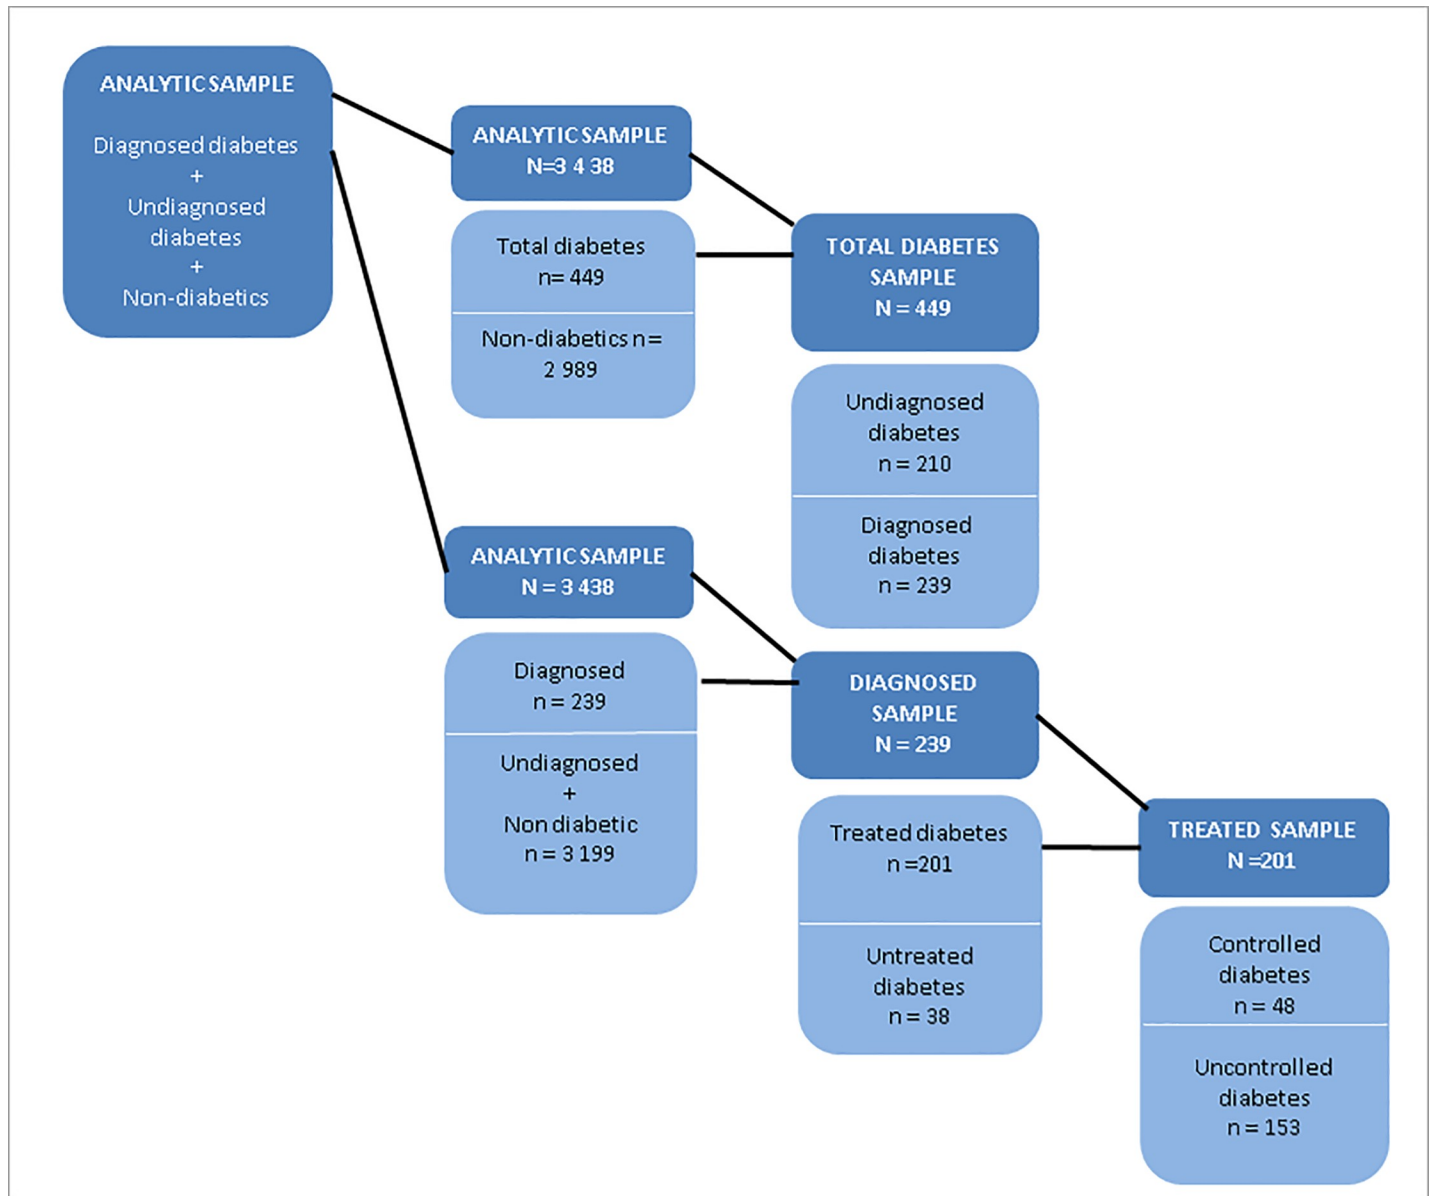 ANALYTIC SAMPLE
Diagnosed diabetes
+
Undiagnosed
diabetes
+
Non-diabetics
ANALYTIC SAMPLE
N=3 4 38
Total diabetes
n= 449
Non-diabetics n=
2 989
TOTAL DIABETES
SAMPLE
N = 449
Undiagnosed
diabetes
n = 210
Diagnosed
diabetes
n = 239
ANALYTIC SAMPLE
N = 3 438
Diagnosed
n = 239
Undiagnosed
+
Non diabetic
n = 3 199
DIAGNOSED
SAMPLE
N = 239
Treated diabetes
n =201
Untreated
diabetes
n = 38
TREATED SAMPLE
N =201
Controlled
diabetes
n = 48
Uncontrolled
diabetes
n = 153